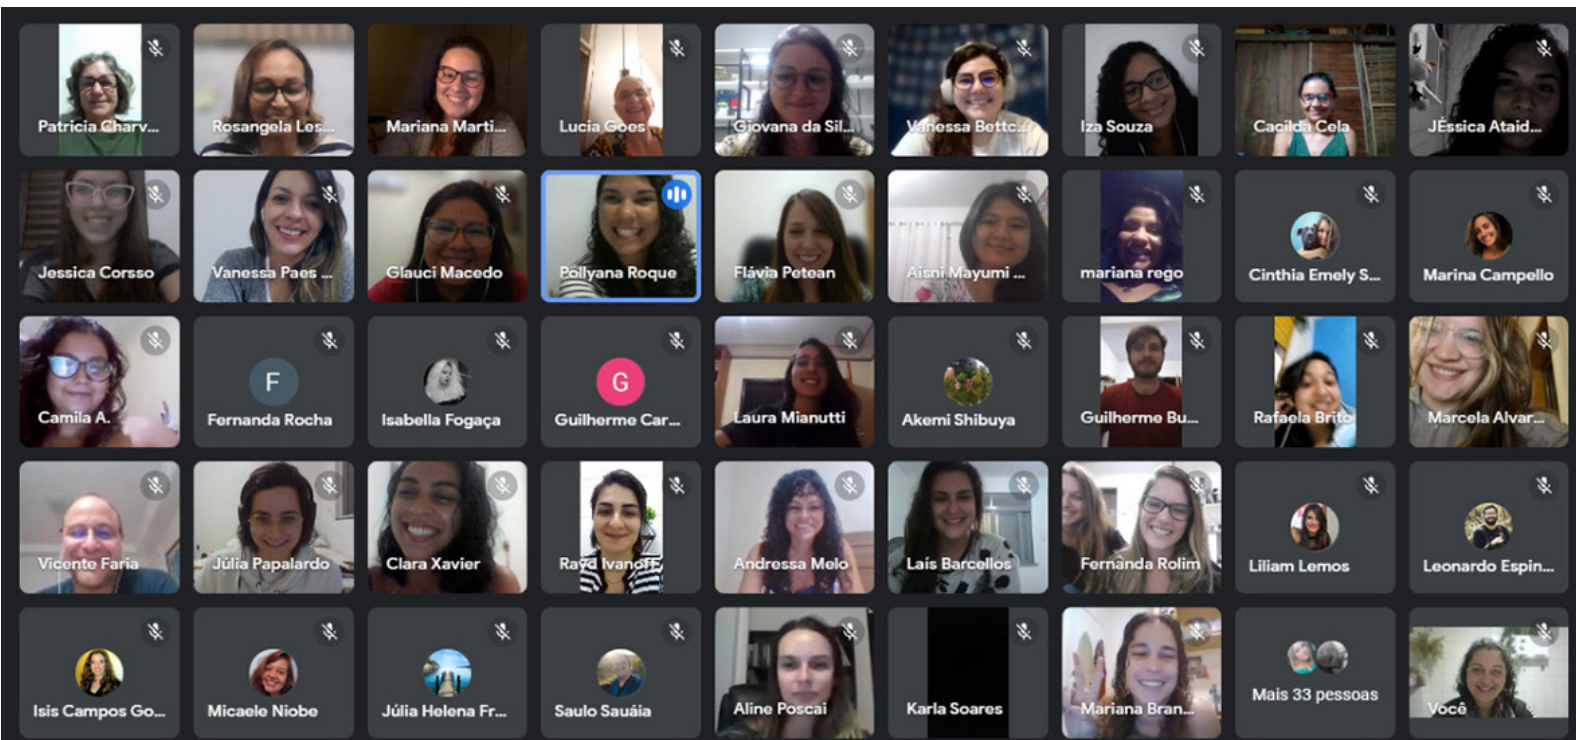 Patricia Charv...
Rosangela Les...
Mariana Marti...
Lucia Goes
Giovana da Sil...
Vanessa Bettc...
Iza Souza
Cacilda Cela
JÉssica Ataid...
Jessica Corsso
Vanessa Paes ...
Glauci Macedo
Pollyana Roque
Flávia Petean
Aisni Mayumi ...
mariana rego
Cinthia Emely S...
Marina Campello
Camila A.
F
Fernanda Rocha
Isabella Fogaça
G
Guilherme Car...
Laura Mianutti
Akemi Shibuya
Guilherme Bu...
Rafaela Brito
Marcela Alvar...
Vicente Faria
Júlia Papalardo
Clara Xavier
Rayd Ivanoff
Andressa Melo
Laís Barcellos
Fernanda Rolim
Liliam Lemos
Leonardo Espin...
Isis Campos Go...
Micaele Niobe
Júlia Helena Fr...
Saulo Sauáia
Aline Poscai
Karla Soares
Mariana Bran...
Mais 33 pessoas
Você